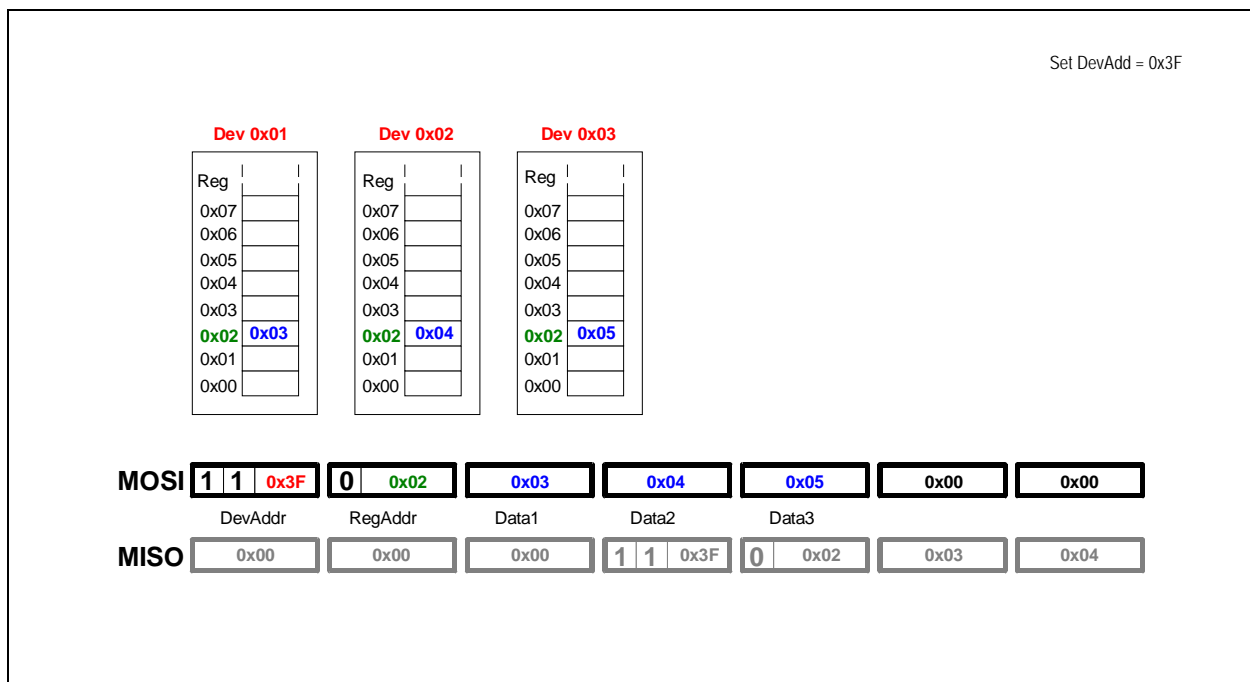 Set DevAdd = 0x3F
Dev 0x01 Dev 0x02 Dev 0x03
Reg Reg Reg
0x07 0x07 0x07
0x06 0x06 0x06
0x05 0x05 0x05
0x04 0x04 0x04
0x03 0x03 0x03
0x02 0x03 0x02 0x04 0x02 0x05
0x01 0x01 0x01
0x00 0x00 0x00
MOSI 1 1 0x3F 0 0x02 0x03 0x04 0x05 0x00 0x00
DevAddr RegAddr Data1 Data2 Data3
MISO 0x00 0x00 0x00 1 1 0x3F 0 0x02 0x03 0x04